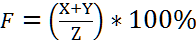 F = (X+Y/Z) * 100%